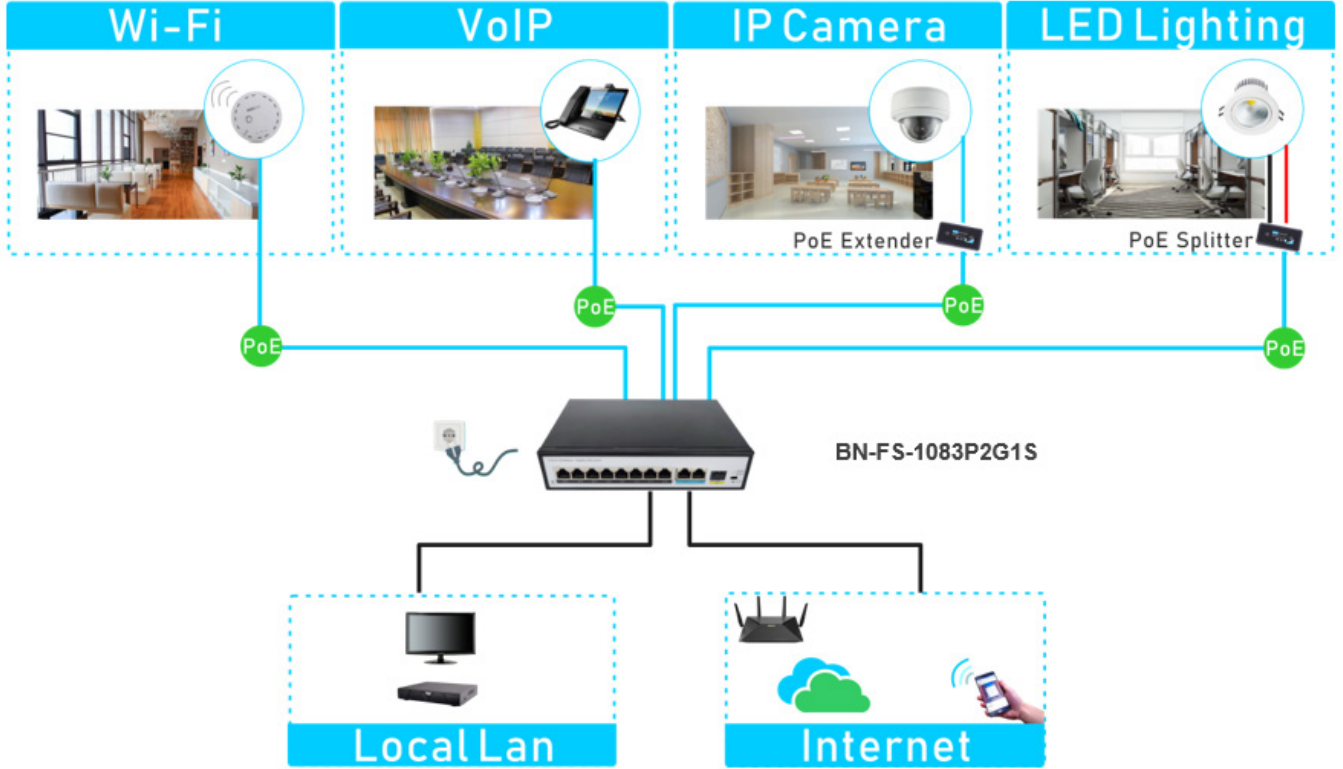 Wi-Fi
VoIP
IP Camera
LED Lighting
PoE Extender
PoE Splitter
PoE
PoE
PoE
PoE
BN-FS-1083P2G1S
Local Lan
Internet